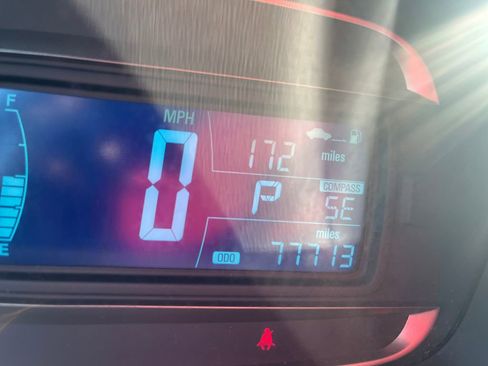 F
MPH
0
172
miles
P
COMPASS
SE
E
miles
ODO
77713